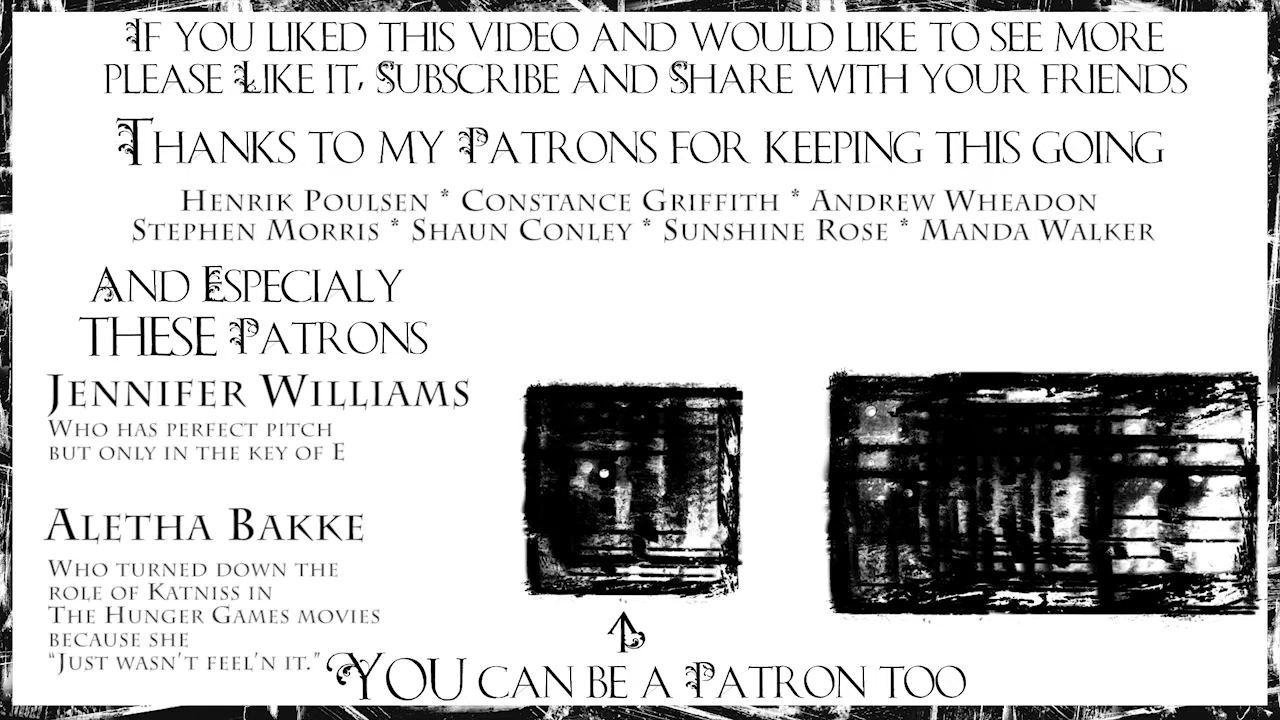 If you liked this video and would like to see more
please Like it, Subscribe and Share with your friends
Thanks to my Patrons for keeping this going
Henrik Poulsen * Constance Griffith * Andrew Wheadon
Stephen Morris * Shaun Conley * Sunshine Rose * Manda Walker
And Especialy
THESE Patrons
Jennifer Williams
Who has perfect pitch
but only in the key of E
Aletha Bakke
Who turned down the
role of Katniss in
The Hunger Games movies
because she
"Just wasn't feel'n it."
YOU can be a Patron too